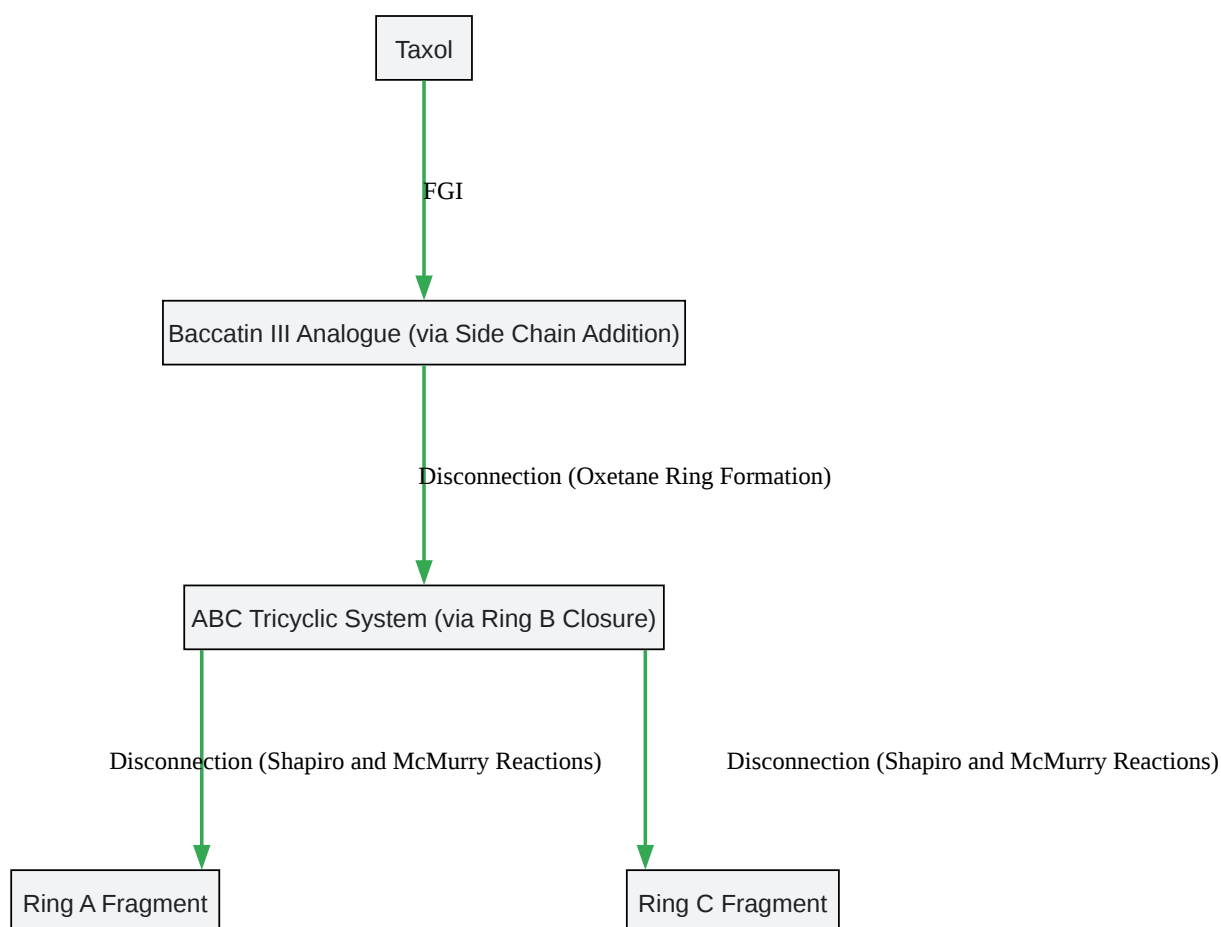 Taxol
FGI
Baccatin III Analogue (via Side Chain Addition)
Disconnection (Oxetane Ring Formation)
ABC Tricyclic System (via Ring B Closure)
Disconnection (Shapiro and McMurry Reactions)
Disconnection (Shapiro and McMurry Reactions)
Ring A Fragment
Ring C Fragment